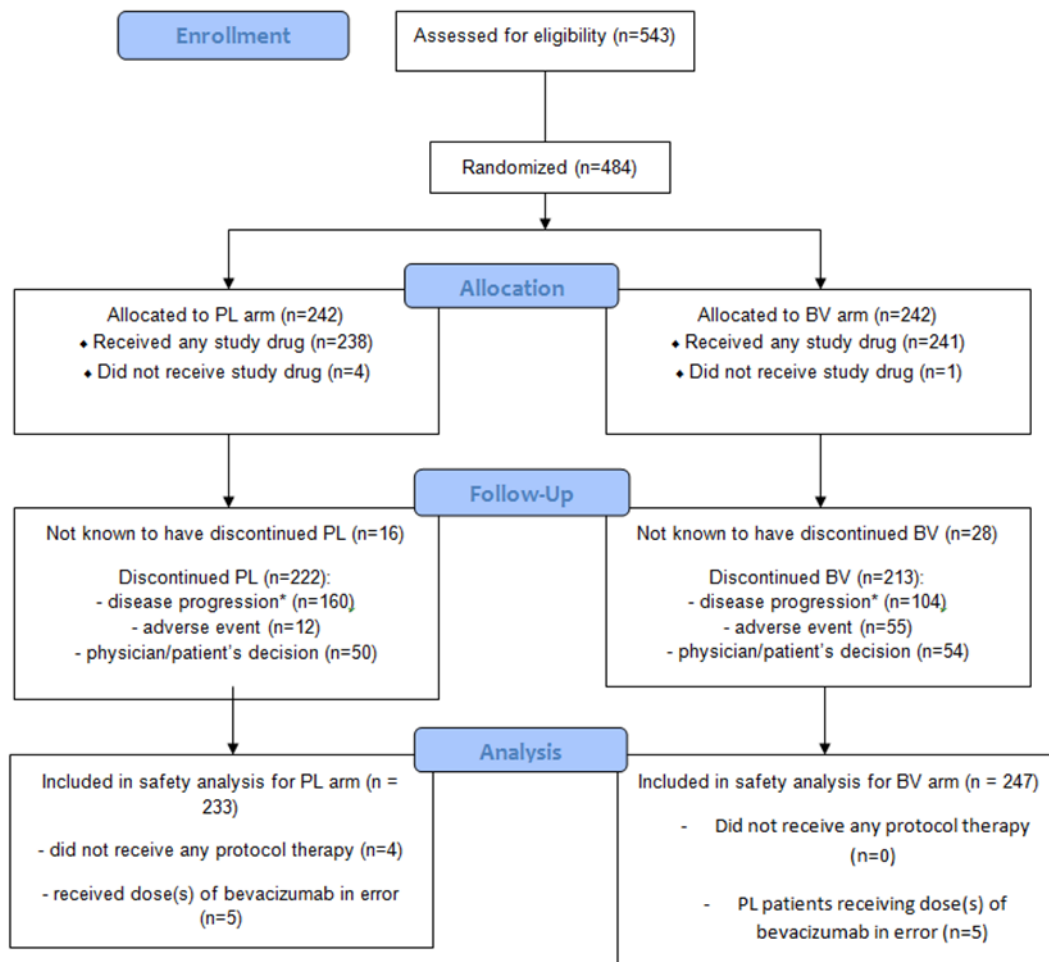 Enrollment
Assessed for eligibility (n=543)
Randomized (n=484)
Allocation
Allocated to PL arm (n=242)
⬥ Received any study drug (n=238)
⬥ Did not receive study drug (n=4)
Allocated to BV arm (n=242)
⬥ Received any study drug (n=241)
⬥ Did not receive study drug (n=1)
Follow-Up
Not known to have discontinued PL (n=16)
Discontinued PL (n=222):
- disease progression* (n=160)
- adverse event (n=12)
- physician/patient's decision (n=50)
Not known to have discontinued BV (n=28)
Discontinued BV (n=213):
- disease progression* (n=104)
- adverse event (n=55)
- physician/patient's decision (n=54)
Analysis
Included in safety analysis for PL arm (n =
233)
- did not receive any protocol therapy (n=4)
- received dose(s) of bevacizumab in error
(n=5)
Included in safety analysis for BV arm (n = 247)
- Did not receive any protocol therapy
(n=0)
- PL patients receiving dose(s) of
bevacizumab in error (n=5)